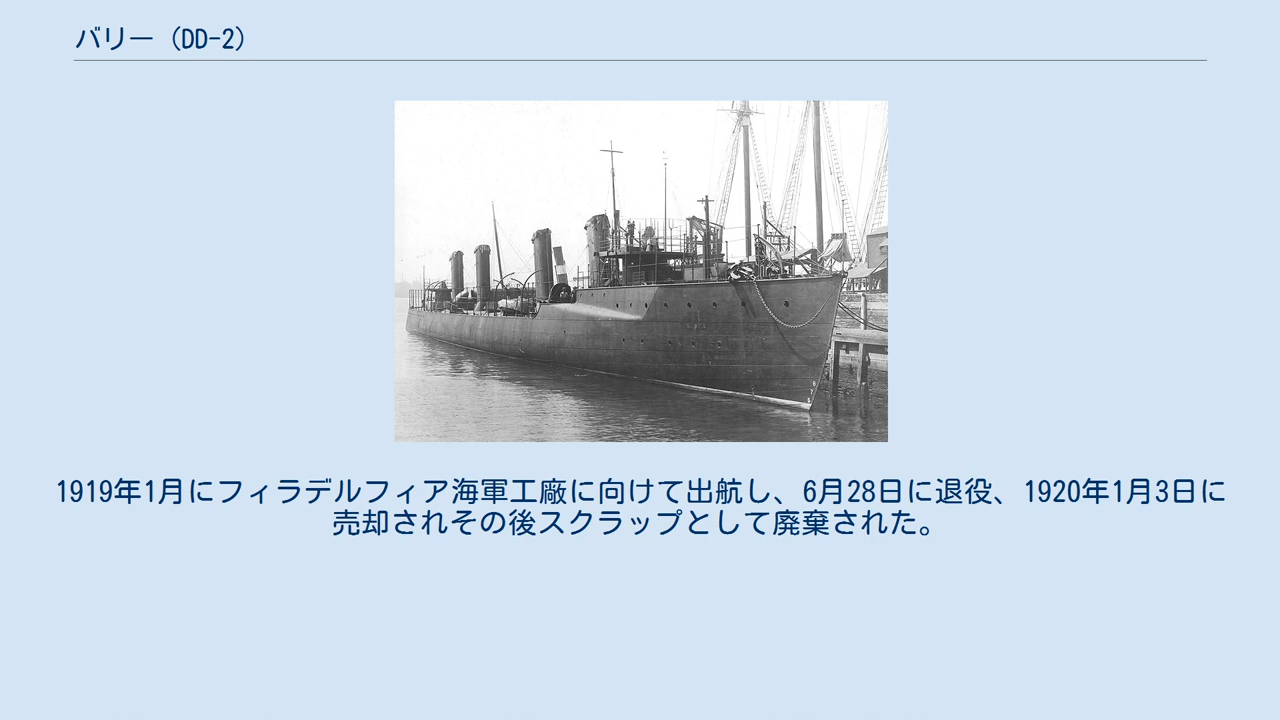 バリー（DD-2）
1919年1月にフィラデルフィア海軍工廠に向けて出航し、6月28日に退役、1920年1月3日に
売却されその後スクラップとして廃棄された。